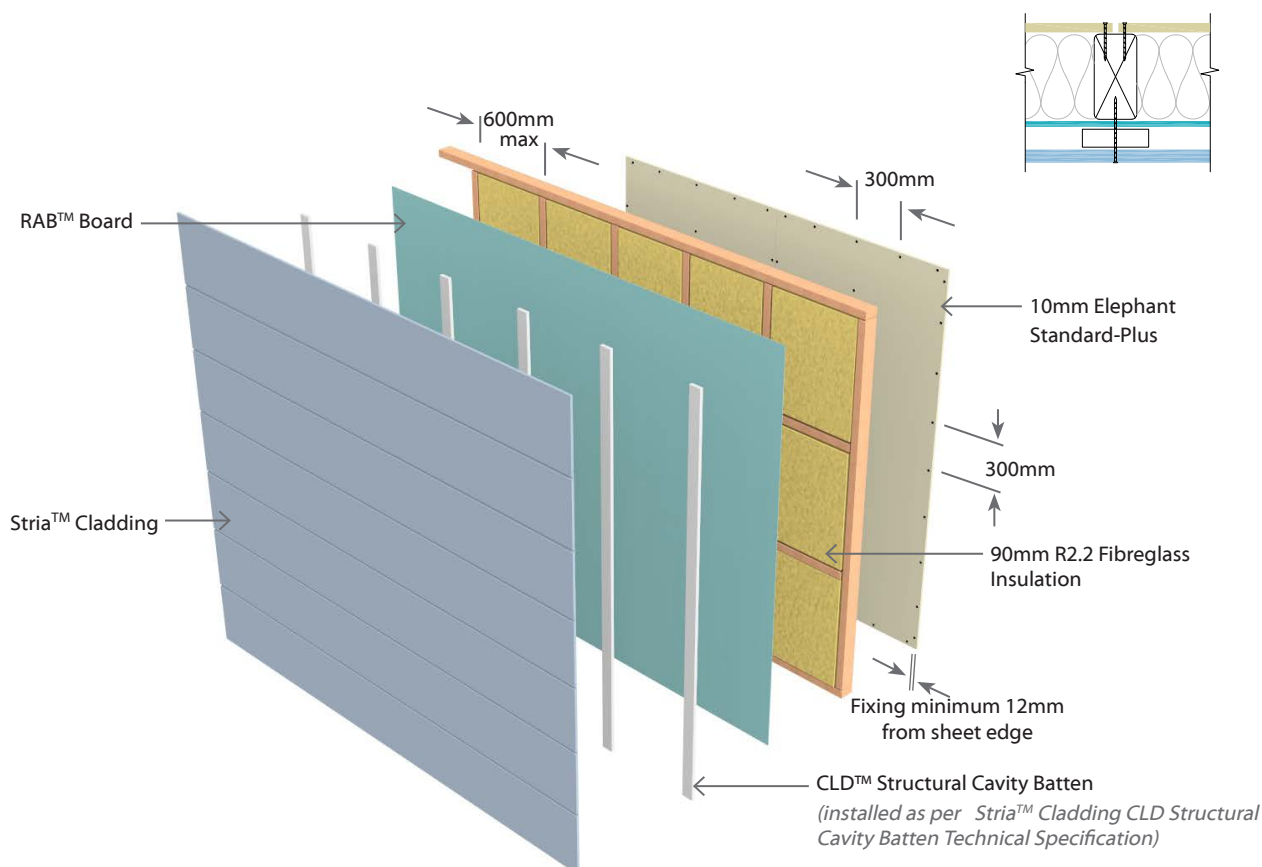 600mm
max
300mm
RAB™ Board
10mm Elephant
Standard-Plus
300mm
Stria™ Cladding
90mm R2.2 Fibreglass
Insulation
Fixing minimum 12mm
from sheet edge
CLD™ Structural Cavity Batten
(installed as per Stria™ Cladding CLD Structural
Cavity Batten Technical Specification)